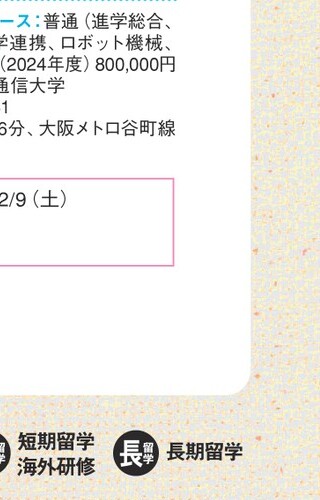 ース：普通（進学総合、
学連携、ロボット機械、
（2024年度）800,000円
通信大学
1
6分、大阪メトロ谷町線
2/9（土）
学
短期留学
海外研修
長
留学
長期留学